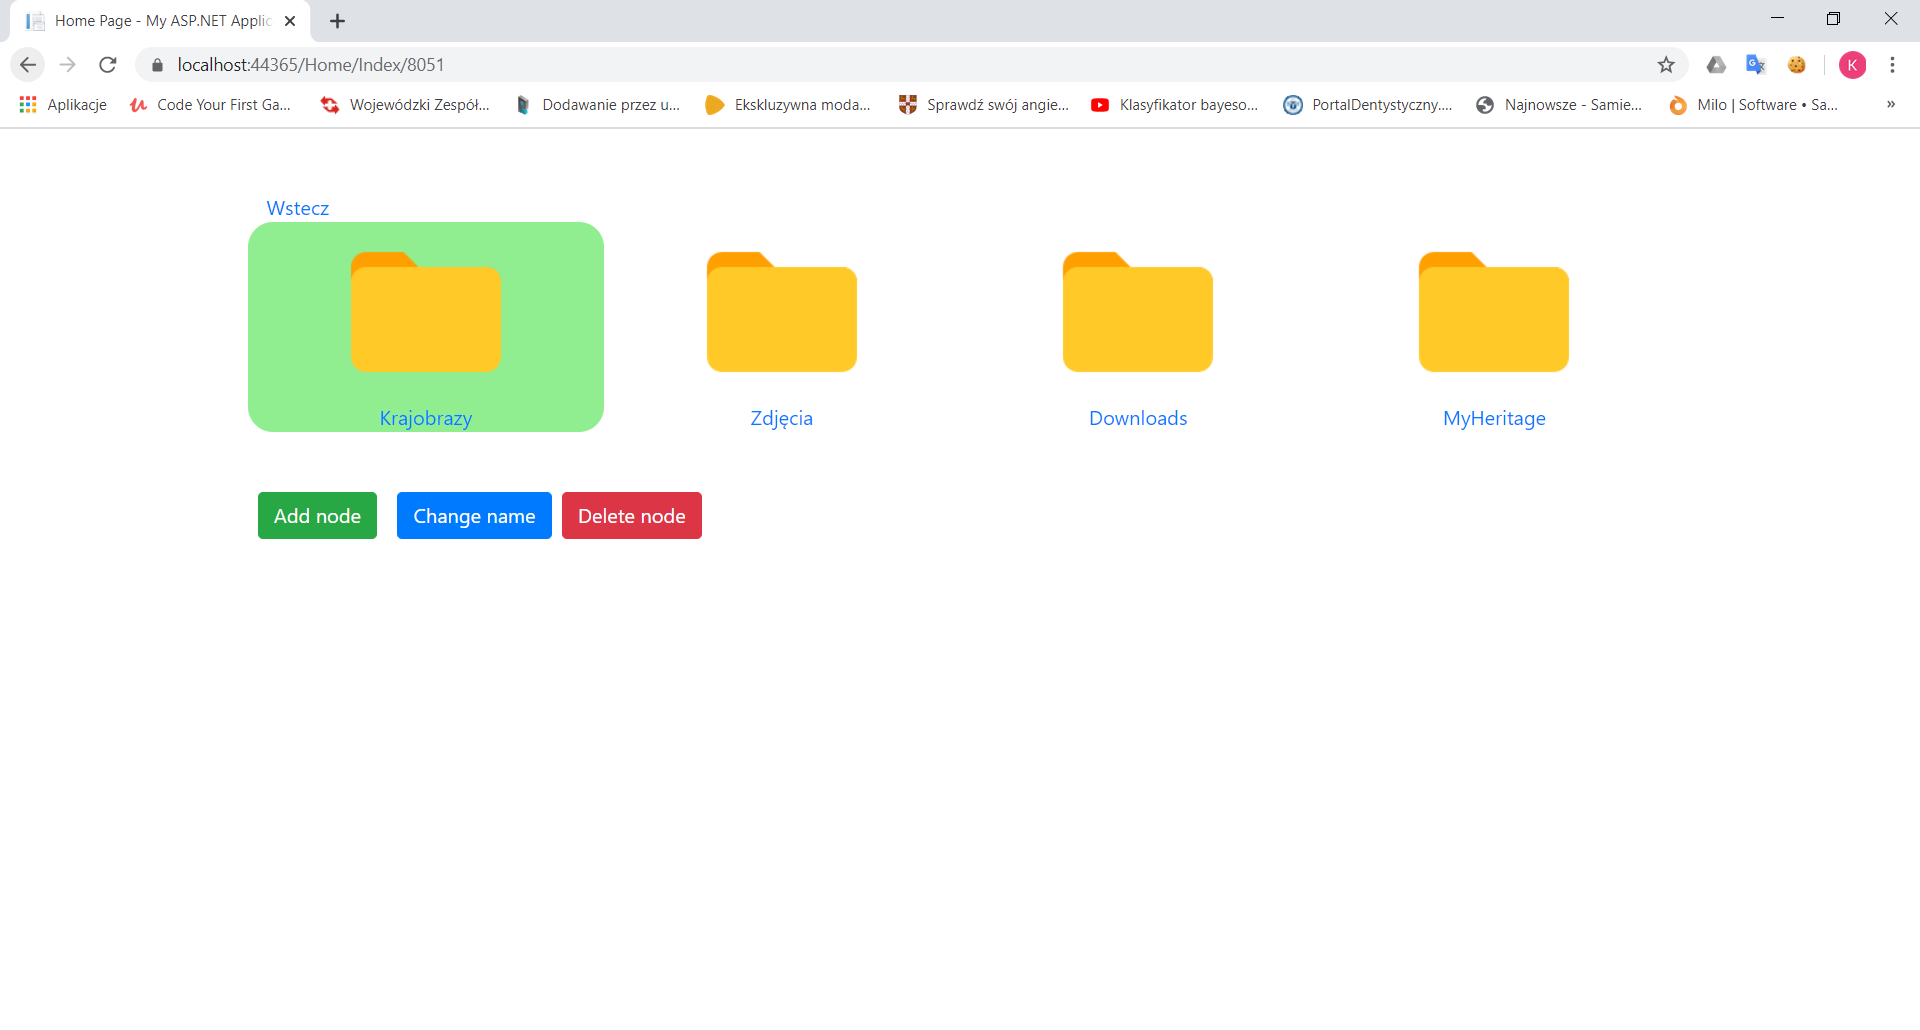 Home Page - My ASP.NET Applic
localhost:44365/Home/Index/8051
K
Aplikacje
Code Your First Ga...
Wojewódzki Zespół...
Dodawanie przez u...
Ekskluzywna moda...
Sprawdź swój angie...
Klasyfikator bayeso...
PortalDentystyczny....
Najnowsze - Samie...
Milo | Software • Sa...
»
Wstecz
Krajobrazy
Zdjęcia
Downloads
MyHeritage
Add node
Change name
Delete node